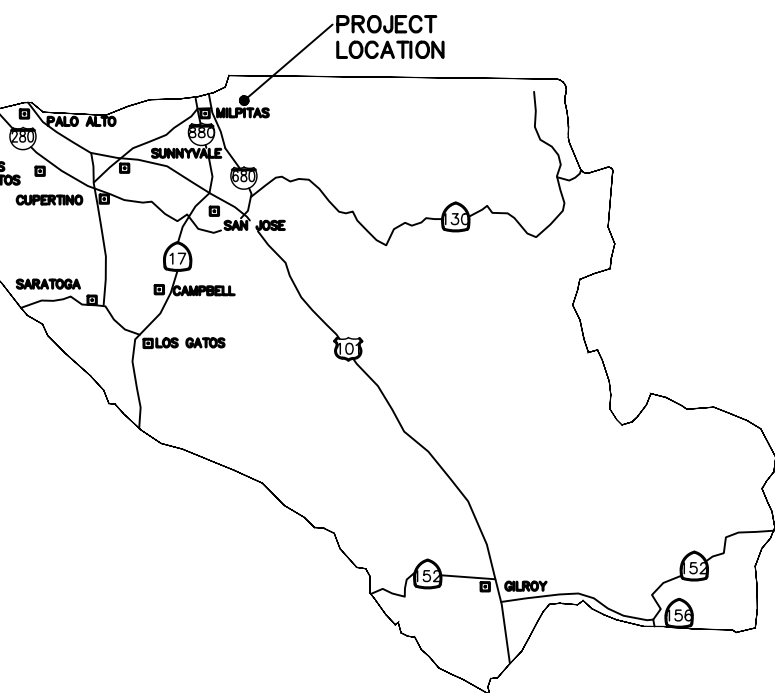 PROJECT
LOCATION
MILPITAS
PALO ALTO
280
880
SUNNYVALE
S
TOS
680
CUPERTINO
130
SAN JOSE
17
SARATOGA
CAMPBELL
LOS GATOS
101
152
152
GILROY
156